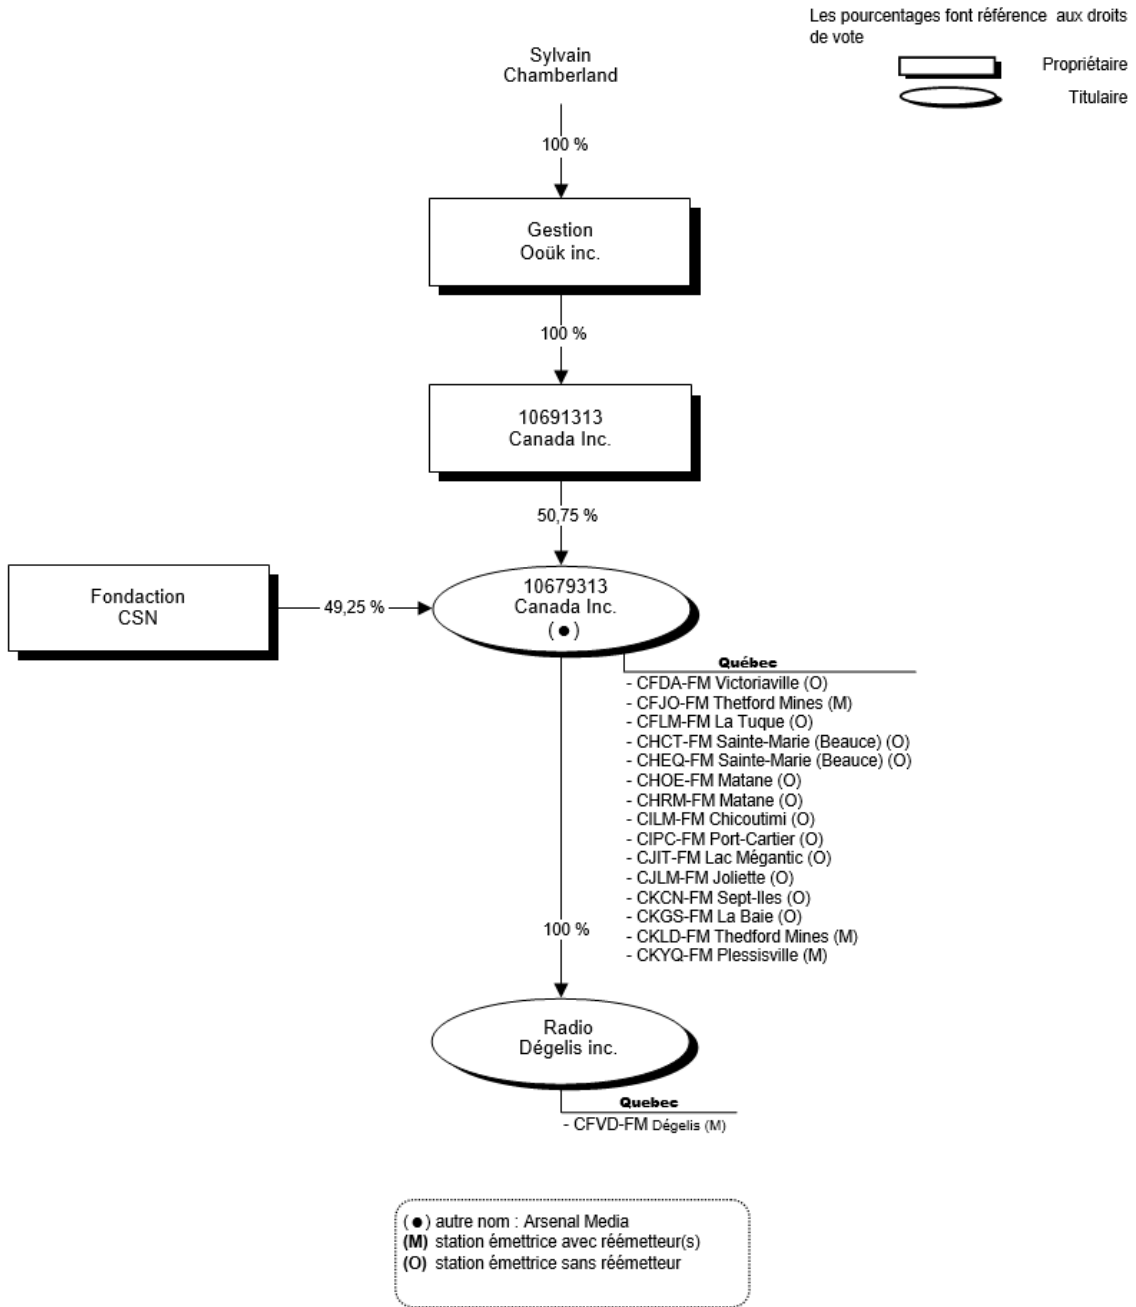 Les pourcentages font référence aux droits
de vote
Propriétaire
Titulaire
Sylvain
Chamberland
100 %
Gestion
Ooük inc.
100 %
10691313
Canada Inc.
50,75 %
Fondaction
CSN
49,25 %
10679313
Canada Inc.
(●)
Québec
- CFDA-FM Victoriaville (O)
- CFJO-FM Thetford Mines (M)
- CFLM-FM La Tuque (O)
- CHCT-FM Sainte-Marie (Beauce) (O)
- CHEQ-FM Sainte-Marie (Beauce) (O)
- CHOE-FM Matane (O)
- CHRM-FM Matane (O)
- CILM-FM Chicoutimi (O)
- CIPC-FM Port-Cartier (O)
- CJIT-FM Lac Mégantic (O)
- CJLM-FM Joliette (O)
- CKCN-FM Sept-Iles (O)
- CKGS-FM La Baie (O)
- CKLD-FM Thedford Mines (M)
- CKYQ-FM Plessisville (M)
100 %
Radio
Dégelis inc.
Quebec
- CFVD-FM Dégelis (M)
(●) autre nom : Arsenal Media
(M) station émettrice avec réémetteur(s)
(O) station émettrice sans réémetteur